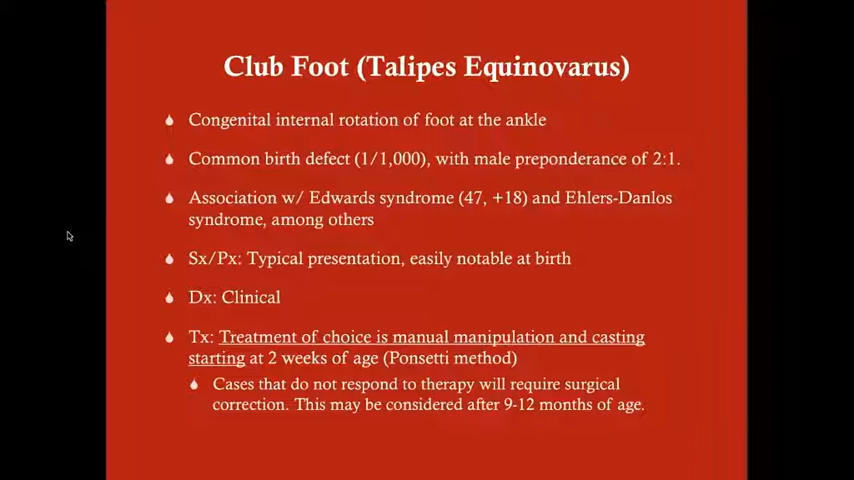 Club Foot (Talipes Equinovarus)
Congenital internal rotation of foot at the ankle
Common birth defect (1/1,000), with male preponderance of 2:1.
Association w/ Edwards syndrome (47, +18) and Ehlers-Danlos
syndrome, among others
Sx/Px: Typical presentation, easily notable at birth
Dx: Clinical
Tx: Treatment of choice is manual manipulation and casting
starting at 2 weeks of age (Ponsetti method)
Cases that do not respond to therapy will require surgical
correction. This may be considered after 9-12 months of age.